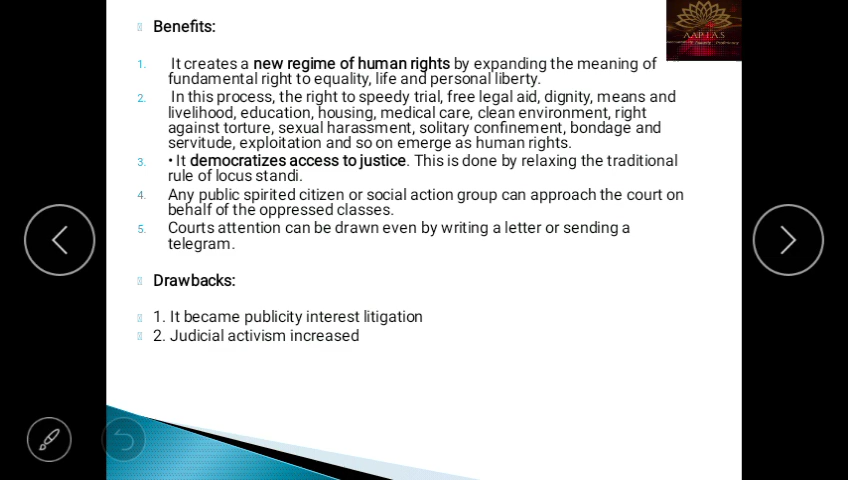 Benefits:
1. It creates a new regime of human rights by expanding the meaning of
fundamental right to equality, life and personal liberty.
2. In this process, the right to speedy trial, free legal aid, dignity, means and
livelihood, education, housing, medical care, clean environment, right
against torture, sexual harassment, solitary confinement, bondage and
servitude, exploitation and so on emerge as human rights.
3. • It democratizes access to justice. This is done by relaxing the traditional
rule of locus standi.
4. Any public spirited citizen or social action group can approach the court on
behalf of the oppressed classes.
5. Courts attention can be drawn even by writing a letter or sending a
telegram.
Drawbacks:
1. It became publicity interest litigation
2. Judicial activism increased